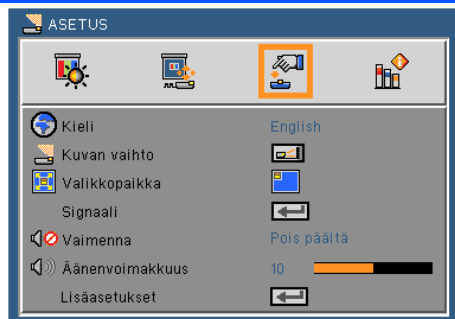 ASETUS
Kieli English
Kuvan vaihto
Valikkopaikka
Signaali
Vaimenna Pois päältä
Äänenvoimakkuus 10
Lisäasetukset